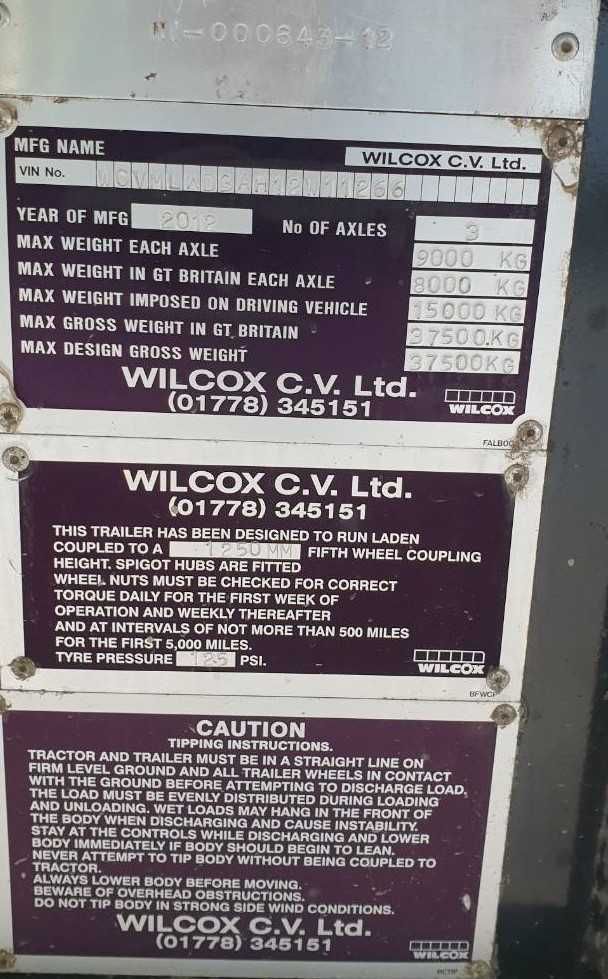 -000643-12
MFG NAME WILCOX C.V. Ltd.
VIN No.
YEAR OF MFG 2012 No OF AXLES 3
MAX WEIGHT EACH AXLE 9000 KG
MAX WEIGHT IN GT BRITAIN EACH AXLE 8000 KG
MAX WEIGHT IMPOSED ON DRIVING VEHICLE 15000 KG
MAX GROSS WEIGHT IN GT BRITAIN 37500.KG
MAX DESIGN GROSS WEIGHT 37500KG
WILCOX C.V. Ltd.
(01778) 345151
WILCOX
WILCOX C.V. Ltd.
(01778) 345151
THIS TRAILER HAS BEEN DESIGNED TO RUN LADEN
COUPLED TO A 1250 MM FIFTH WHEEL COUPLING
HEIGHT. SPIGOT HUBS ARE FITTED
WHEEL NUTS MUST BE CHECKED FOR CORRECT
TORQUE DAILY FOR THE FIRST WEEK OF
OPERATION AND WEEKLY THEREAFTER
AND AT INTERVALS OF NOT MORE THAN 500 MILES
FOR THE FIRST 5,000 MILES.
TYRE PRESSURE 125 PSI.
WILCOX
BFWCP
CAUTION
TIPPING INSTRUCTIONS.
TRACTOR AND TRAILER MUST BE IN A STRAIGHT LINE ON
FIRM LEVEL GROUND AND ALL TRAILER WHEELS IN CONTACT
WITH THE GROUND BEFORE ATTEMPTING TO DISCHARGE LOAD.
THE LOAD MUST BE EVENLY DISTRIBUTED DURING LOADING
AND UNLOADING. WET LOADS MAY HANG IN THE FRONT OF
THE BODY WHEN DISCHARGING AND CAUSE INSTABILITY.
STAY AT THE CONTROLS WHILE DISCHARGING AND LOWER
BODY IMMEDIATELY IF BODY SHOULD BEGIN TO LEAN.
NEVER ATTEMPT TO TIP BODY WITHOUT BEING COUPLED TO
TRACTOR.
ALWAYS LOWER BODY BEFORE MOVING.
BEWARE OF OVERHEAD OBSTRUCTIONS.
DO NOT TIP BODY IN STRONG SIDE WIND CONDITIONS.
WILCOX C.V. Ltd.
(01778) 345151
WILCOX